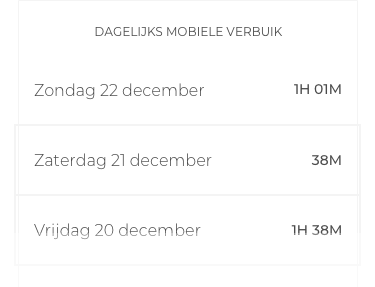 DAGELIJKS MOBIELE VERBUIK
Zondag 22 december 1H 01M
Zaterdag 21 december 38M
Vrijdag 20 december 1H 38M